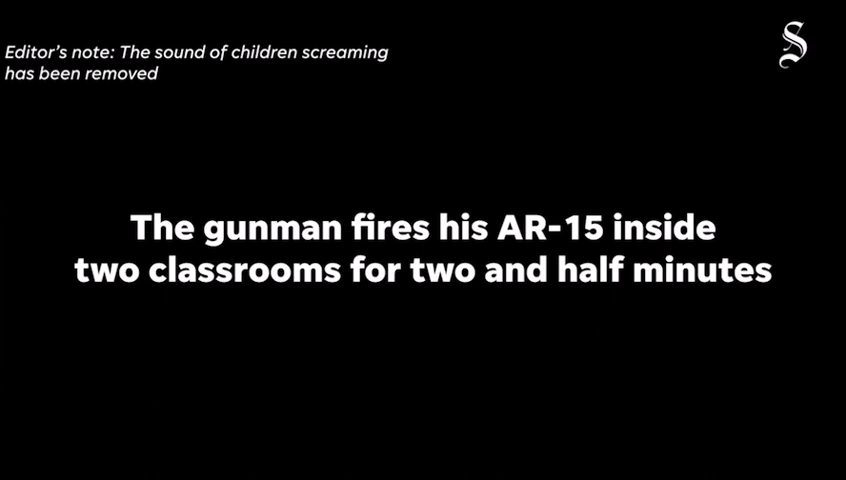 Editor's note: The sound of children screaming
has been removed
S
The gunman fires his AR-15 inside
two classrooms for two and half minutes